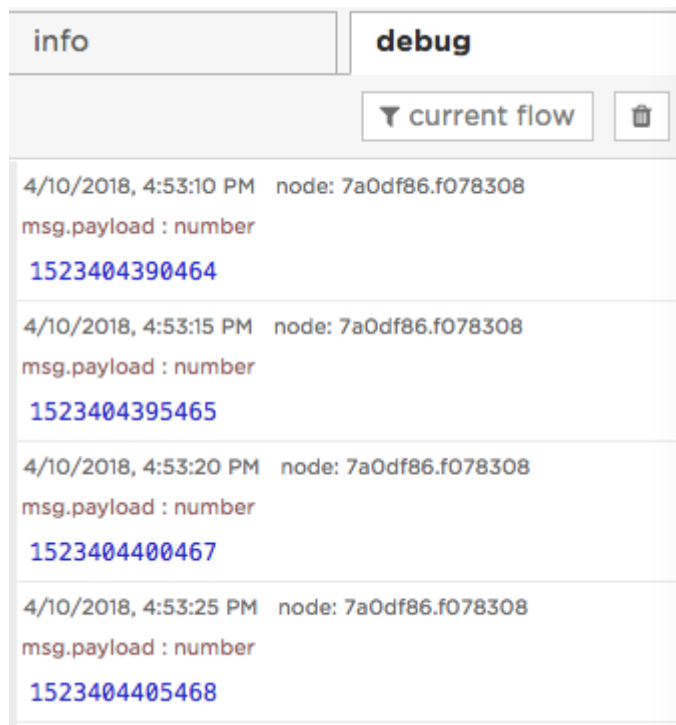 info debug
current flow
4/10/2018, 4:53:10 PM node: 7a0df86.f078308
msg.payload : number
1523404390464
4/10/2018, 4:53:15 PM node: 7a0df86.f078308
msg.payload : number
1523404395465
4/10/2018, 4:53:20 PM node: 7a0df86.f078308
msg.payload : number
1523404400467
4/10/2018, 4:53:25 PM node: 7a0df86.f078308
msg.payload : number
1523404405468